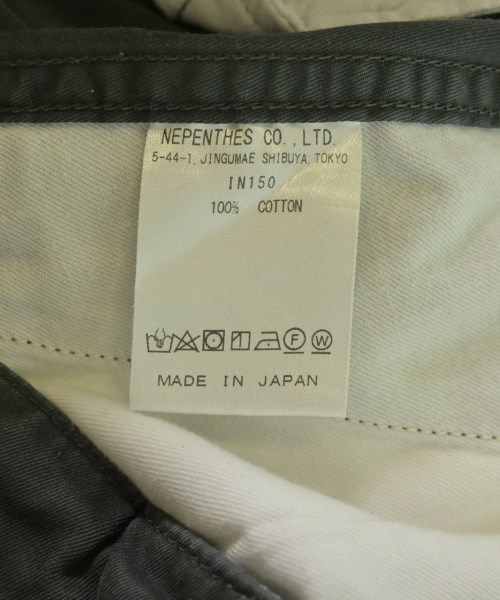 NEPENTHES CO.,LTD.
5-44-1, JINGUMAE SHIBUYA, TOKYO
IN150
100% COTTON
F W
MADE IN JAPAN